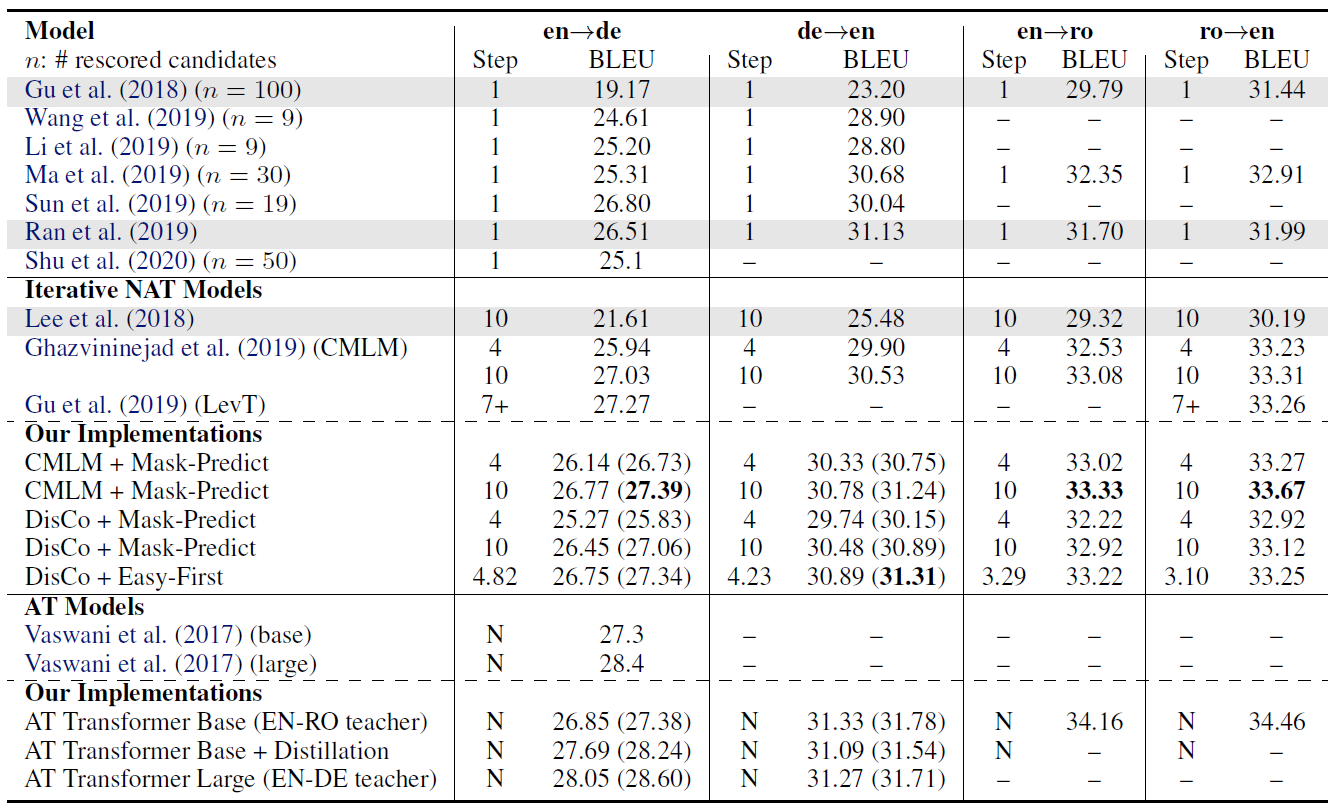 Model en→de de→en en→ro ro→en
n: # rescored candidates Step BLEU Step BLEU Step BLEU Step BLEU
Gu et al. (2018) (n = 100) 1 19.17 1 23.20 1 29.79 1 31.44
Wang et al. (2019) (n = 9) 1 24.61 1 28.90 – – – –
Li et al. (2019) (n = 9) 1 25.20 1 28.80 – – – –
Ma et al. (2019) (n = 30) 1 25.31 1 30.68 1 32.35 1 32.91
Sun et al. (2019) (n = 19) 1 26.80 1 30.04 – – – –
Ran et al. (2019) 1 26.51 1 31.13 1 31.70 1 31.99
Shu et al. (2020) (n = 50) 1 25.1 – – – – – –
Iterative NAT Models
Lee et al. (2018) 10 21.61 10 25.48 10 29.32 10 30.19
Ghazvininejad et al. (2019) (CMLM) 4 25.94 4 29.90 4 32.53 4 33.23
10 27.03 10 30.53 10 33.08 10 33.31
Gu et al. (2019) (LevT) 7+ 27.27 – – – – 7+ 33.26
Our Implementations
CMLM + Mask-Predict 4 26.14 (26.73) 4 30.33 (30.75) 4 33.02 4 33.27
CMLM + Mask-Predict 10 26.77 (27.39) 10 30.78 (31.24) 10 33.33 10 33.67
DisCo + Mask-Predict 4 25.27 (25.83) 4 29.74 (30.15) 4 32.22 4 32.92
DisCo + Mask-Predict 10 26.45 (27.06) 10 30.48 (30.89) 10 32.92 10 33.12
DisCo + Easy-First 4.82 26.75 (27.34) 4.23 30.89 (31.31) 3.29 33.22 3.10 33.25
AT Models
Vaswani et al. (2017) (base) N 27.3 – – – – – –
Vaswani et al. (2017) (large) N 28.4 – – – – – –
Our Implementations
AT Transformer Base (EN-RO teacher) N 26.85 (27.38) N 31.33 (31.78) N 34.16 N 34.46
AT Transformer Base + Distillation N 27.69 (28.24) N 31.09 (31.54) N – N –
AT Transformer Large (EN-DE teacher) N 28.05 (28.60) N 31.27 (31.71) – – – –